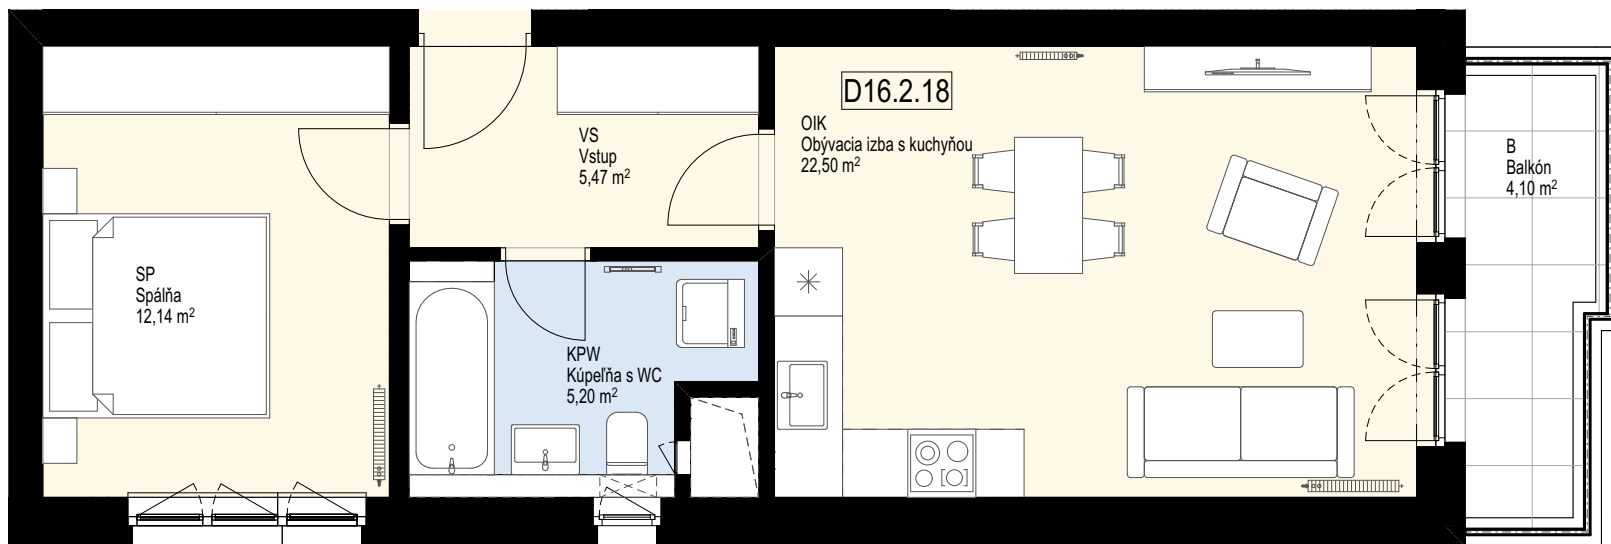 D16.2.18
VS
Vstup
5,47 m²
OIK
Obývacia izba s kuchyňou
22,50 m²
B
Balkón
4,10 m²
SP
Spálňa
12,14 m²
KPW
Kúpeľňa s WC
5,20 m²